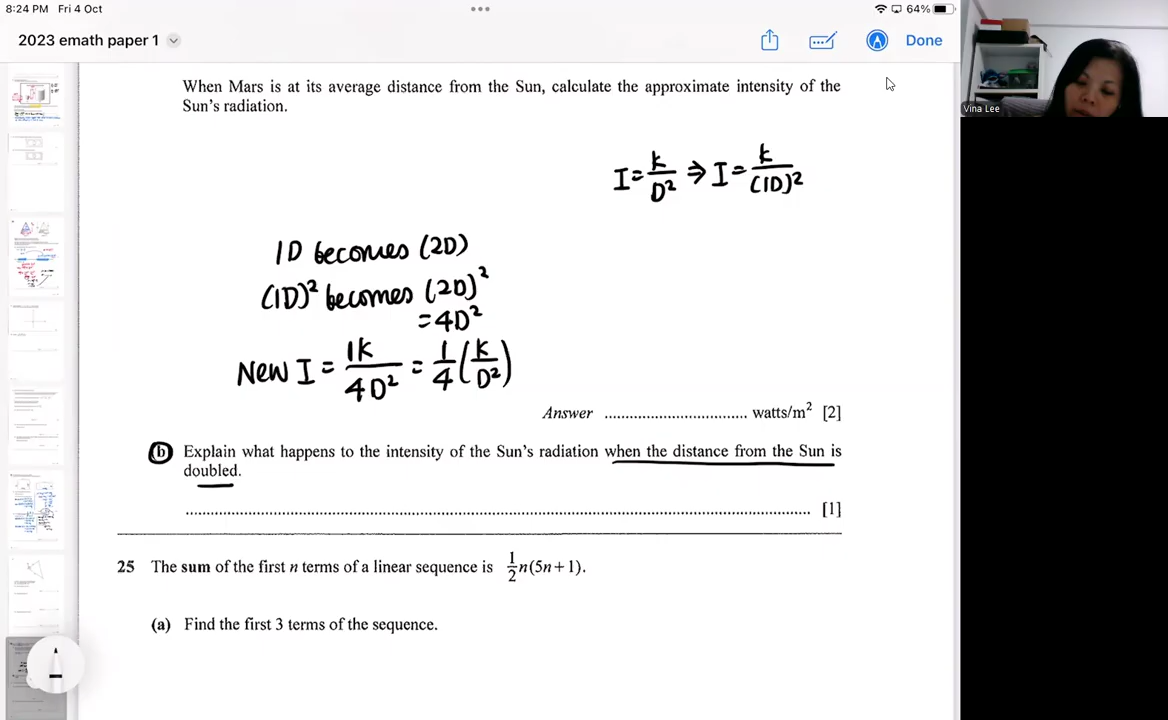 8:24 PM Fri 4 Oct
64%
2023 emath paper 1
Done
Vina Lee
When Mars is at its average distance from the Sun, calculate the approximate intensity of the
Sun's radiation.
I = k/D² ⇒ I = k/(1D)²
1D becomes (2D)
(1D)² becomes (2D)²
= 4D²
New I = 1k/4D² = 1/4 (k/D²)
Answer .................................. watts/m² [2]
(b) Explain what happens to the intensity of the Sun's radiation when the distance from the Sun is
doubled.
.......................................................................................................... [1]
25 The sum of the first n terms of a linear sequence is 1/2 n(5n + 1).
(a) Find the first 3 terms of the sequence.